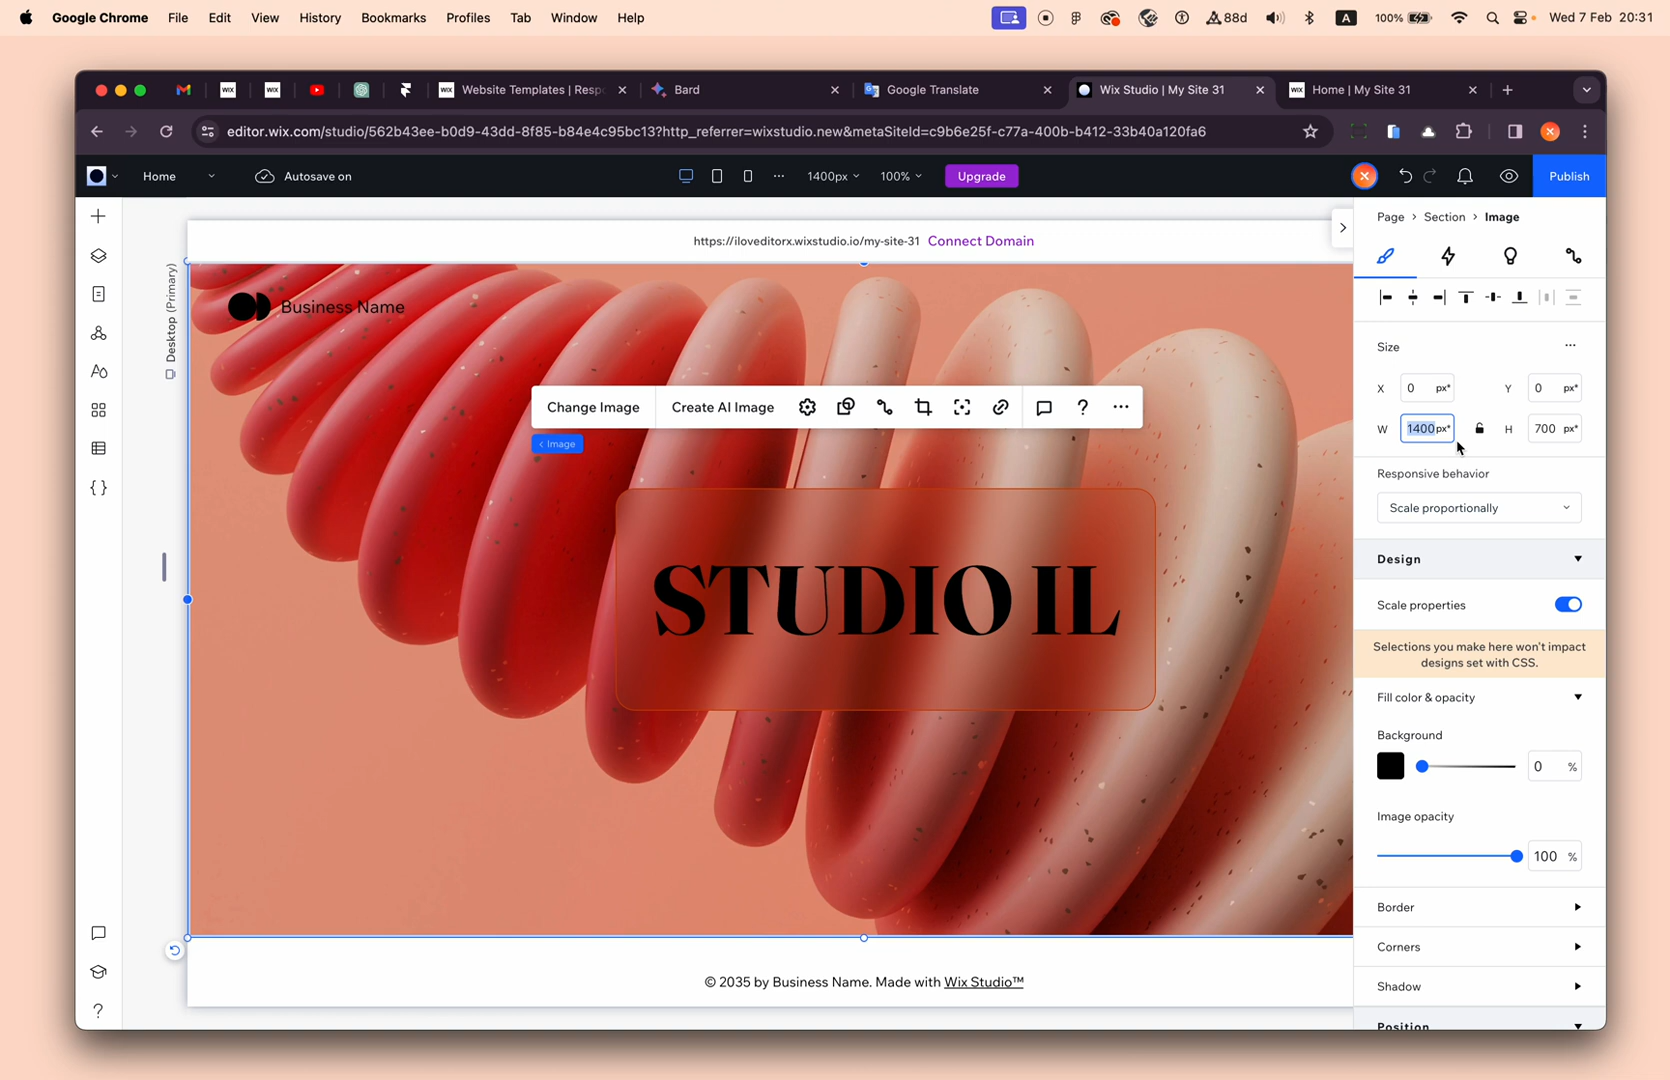 Google Chrome File Edit View History Bookmarks Profiles Tab Window Help
88d A 100% Wed 7 Feb 20:31
WIX WIX WIX Website Templates | Resp Bard Google Translate Wix Studio | My Site 31 WIX Home | My Site 31
editor.wix.com/studio/562b43ee-b0d9-43dd-8f85-b84e4c95bc13?http_referrer=wixstudio.new&metaSiteId=c9b6e25f-c77a-400b-b412-33b40a120fa6
Home Autosave on 1400px 100% Upgrade Publish
https://iloveditorx.wixstudio.io/my-site-31 Connect Domain
Desktop (Primary)
Business Name
Change Image Create AI Image
< Image
STUDIO IL
© 2035 by Business Name. Made with Wix Studio™
Page > Section > Image
Size
X 0 px* Y 0 px*
W 1400 px* H 700 px*
Responsive behavior
Scale proportionally
Design
Scale properties
Selections you make here won't impact
designs set with CSS.
Fill color & opacity
Background
0 %
Image opacity
100 %
Border
Corners
Shadow
Position